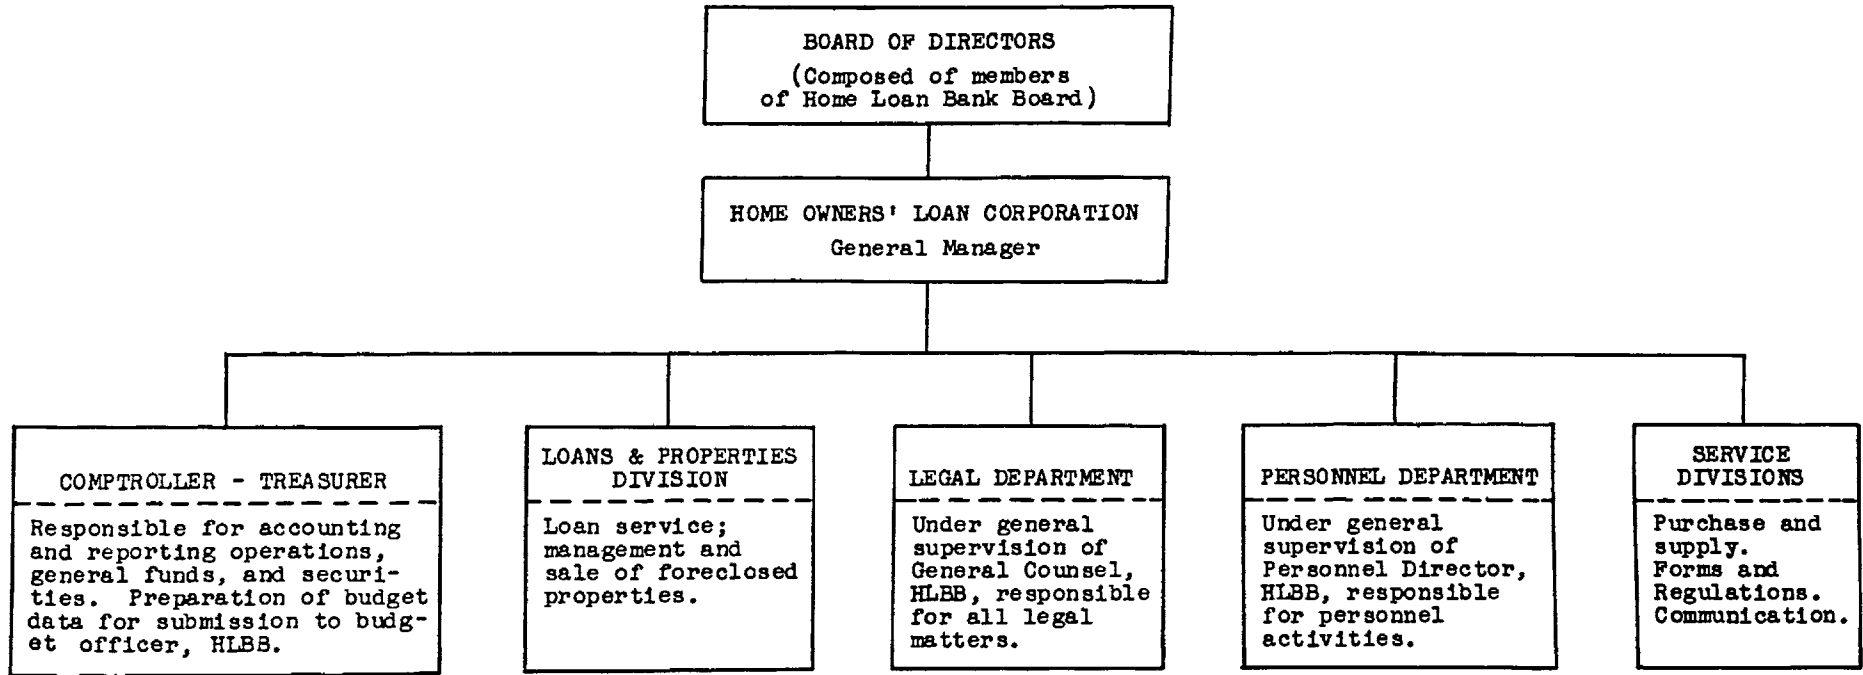 BOARD OF DIRECTORS
(Composed of members
of Home Loan Bank Board)
HOME OWNERS' LOAN CORPORATION
General Manager
COMPTROLLER - TREASURER
Responsible for accounting
and reporting operations,
general funds, and securi-
ties. Preparation of budget
data for submission to budg-
et officer, HLBB.
LOANS & PROPERTIES
DIVISION
Loan service;
management and
sale of foreclosed
properties.
LEGAL DEPARTMENT
Under general
supervision of
General Counsel,
HLBB, responsible
for all legal
matters.
PERSONNEL DEPARTMENT
Under general
supervision of
Personnel Director,
HLBB, responsible
for personnel
activities.
SERVICE
DIVISIONS
Purchase and
supply.
Forms and
Regulations.
Communication.